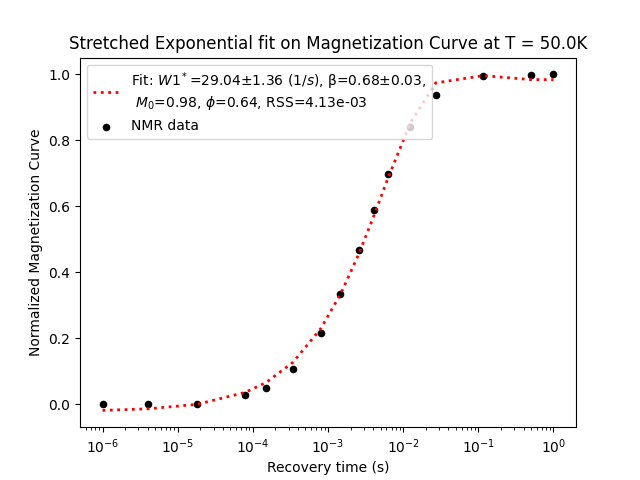 Stretched Exponential fit on Magnetization Curve at T = 50.0K
Fit: W1*=29.04±1.36 (1/s), β=0.68±0.03,
M₀=0.98, ϕ=0.64, RSS=4.13e-03
NMR data
Normalized Magnetization Curve
1.0
0.8
0.6
0.4
0.2
0.0
10⁻⁶ 10⁻⁵ 10⁻⁴ 10⁻³ 10⁻² 10⁻¹ 10⁰
Recovery time (s)